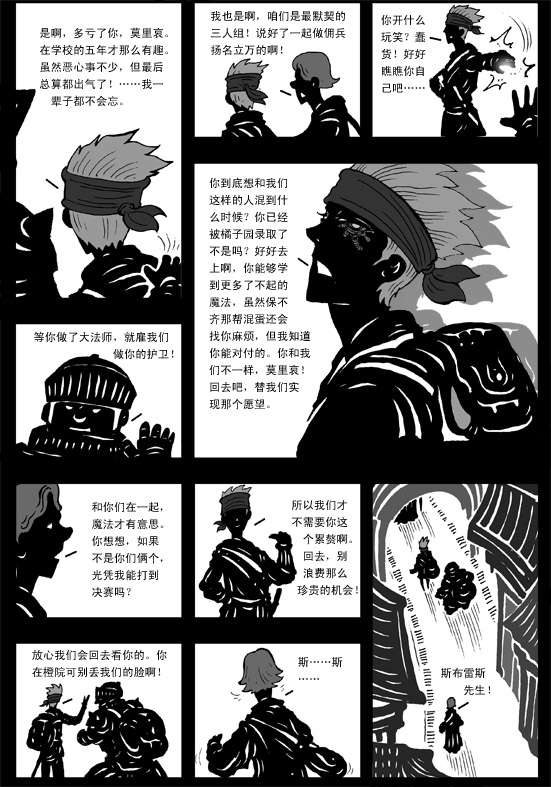 是啊，多亏了你，莫里哀。
在学校的五年才那么有趣。
虽然恶心事不少，但最后
总算都出气了！……我一
辈子都不会忘。
我也是啊，咱们是最默契的
三人组！说好了一起做佣兵
扬名立万的啊！
你开什么
玩笑？蠢
货！好好
瞧瞧你自
己吧……
你到底想和我们
这样的人混到什
么时候？你已经
被橘子园录取了
不是吗？好好去
上啊，你能够学
到更多了不起的
魔法，虽然保不
齐那帮混蛋还会
找你麻烦，但我知道
你能对付的。你和我
们不一样，莫里哀！
回去吧，替我们实
现那个愿望。
等你做了大法师，就雇我们
做你的护卫！
和你们在一起，
魔法才有意思。
你想想，如果
不是你们俩个，
光凭我能打到
决赛吗？
所以我们才
不需要你这
个累赘啊。
回去，别
浪费那么
珍贵的机会！
放心我们会回去看你的。你
在橙院可别丢我们的脸啊！
斯……斯
……
斯布雷斯
先生！